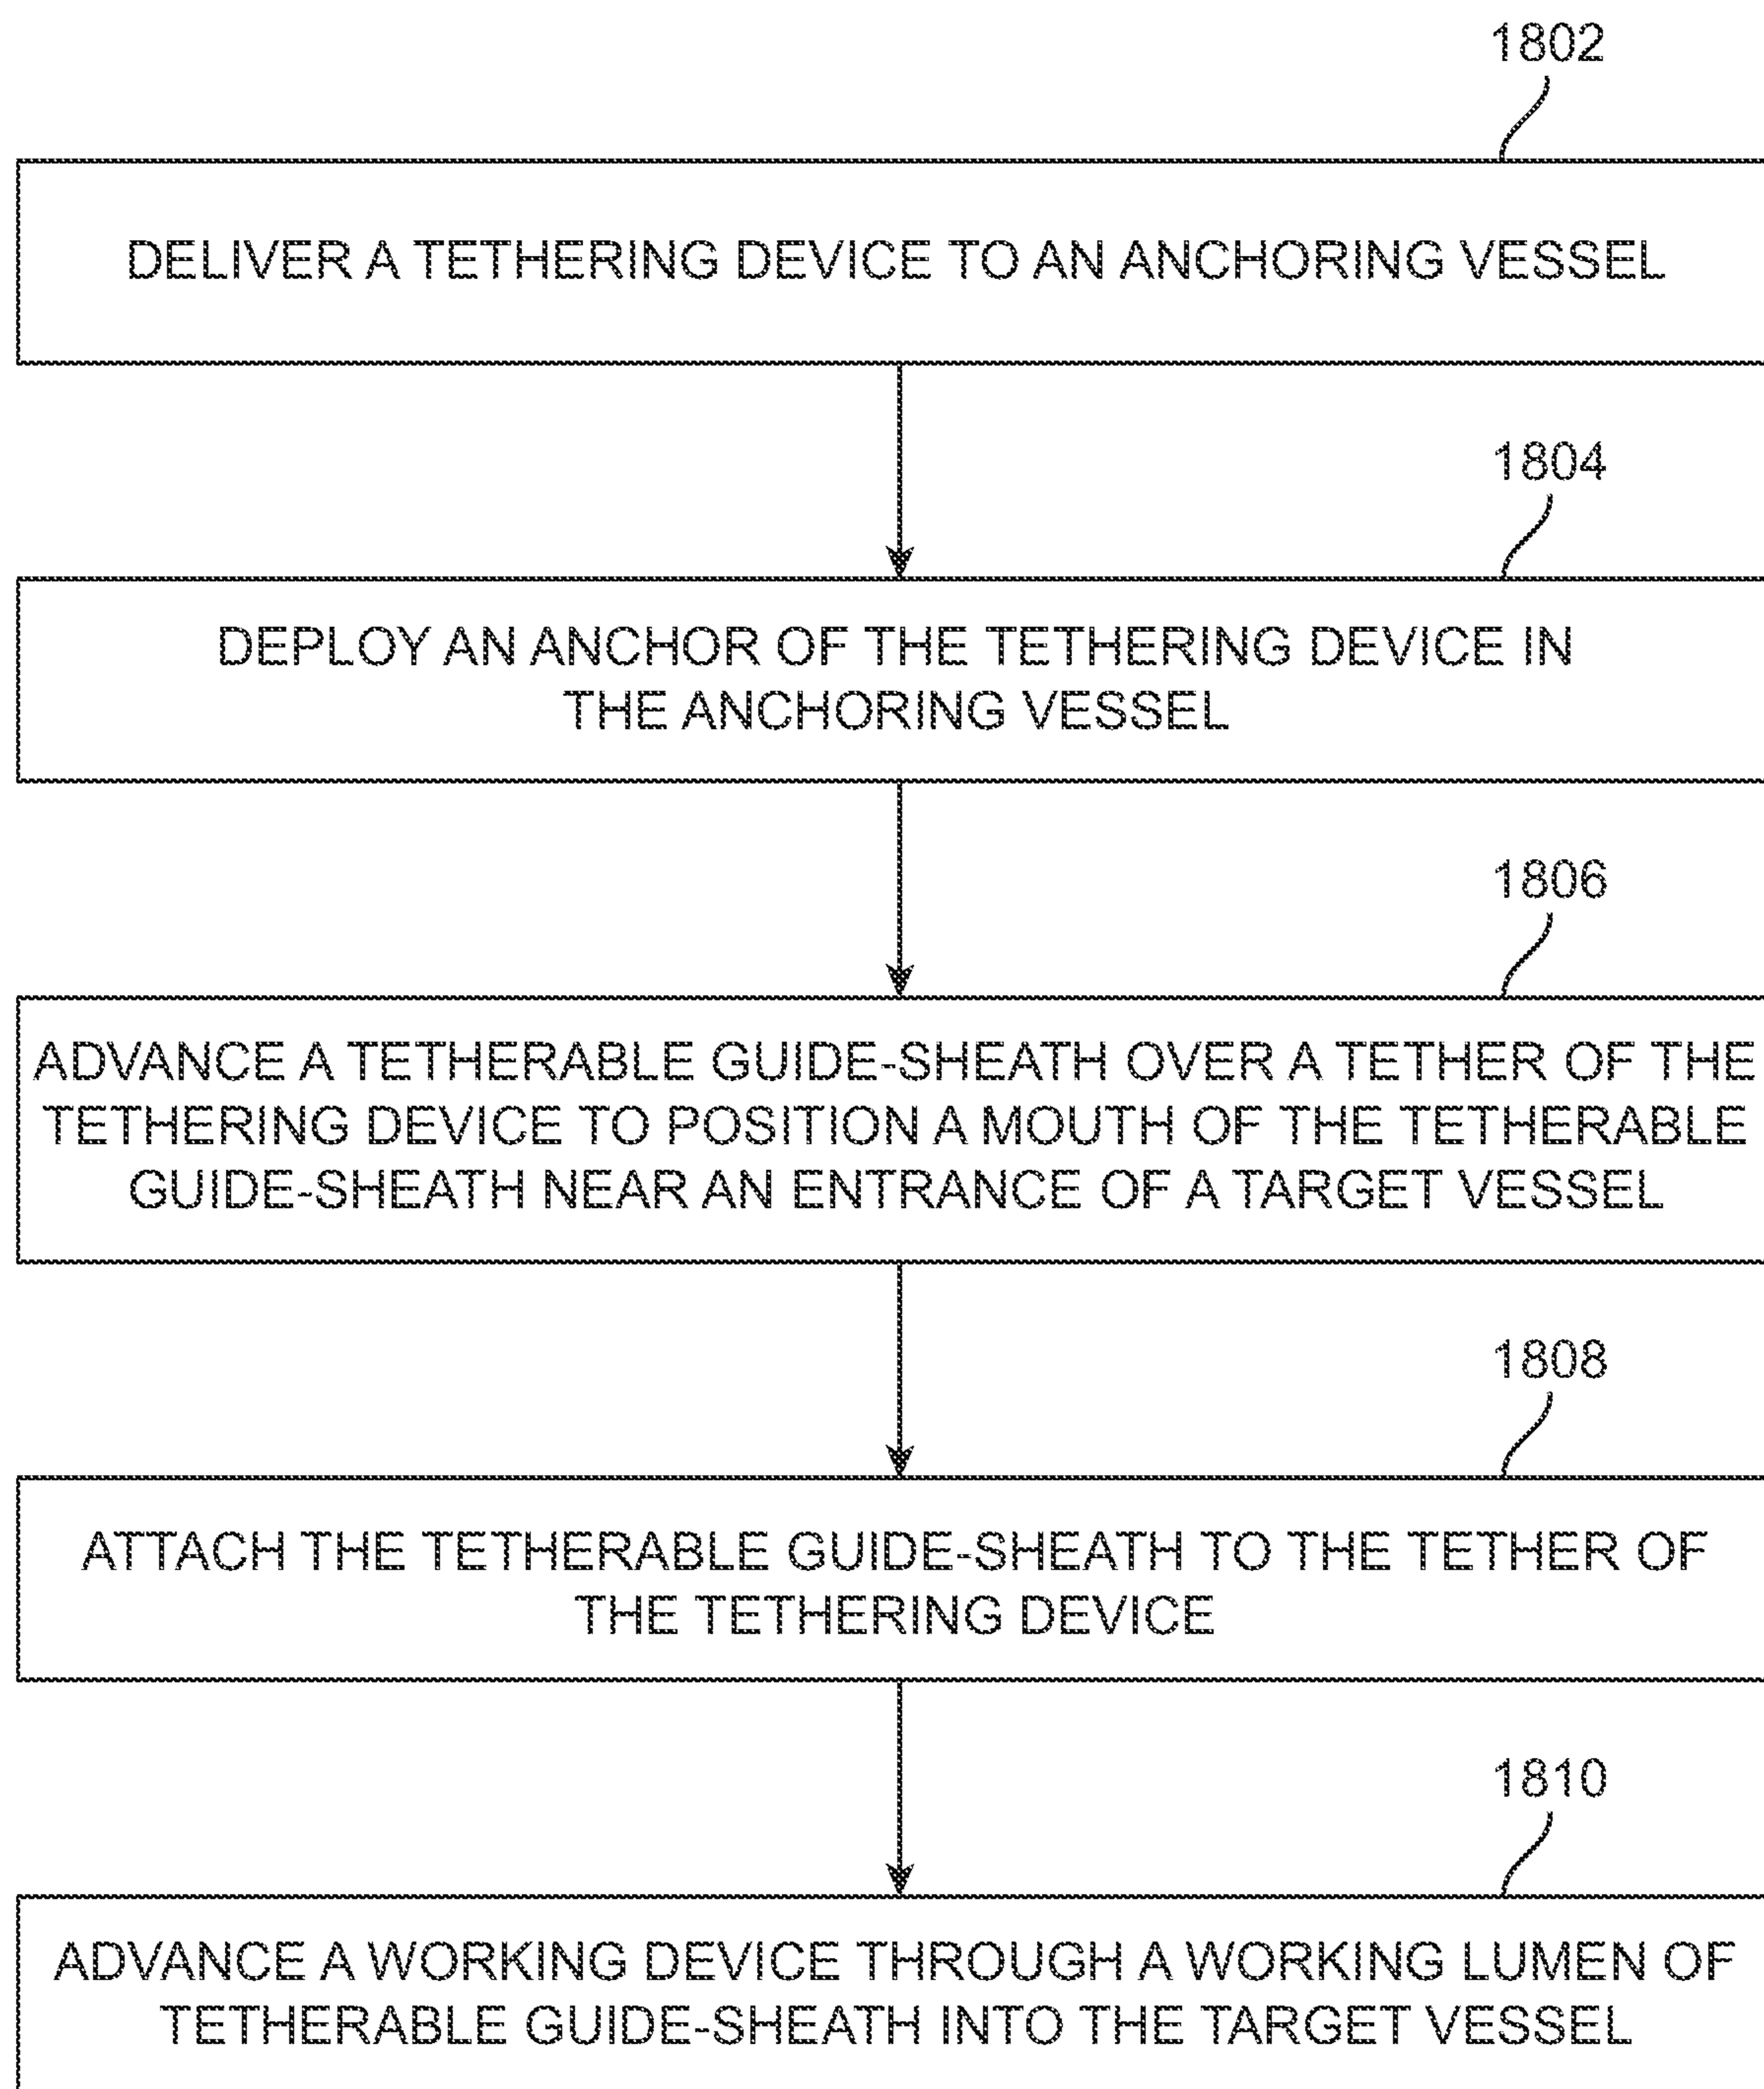 1802
DELIVER A TETHERING DEVICE TO AN ANCHORING VESSEL
1804
DEPLOY AN ANCHOR OF THE TETHERING DEVICE IN
THE ANCHORING VESSEL
1806
ADVANCE A TETHERABLE GUIDE-SHEATH OVER A TETHER OF THE
TETHERING DEVICE TO POSITION A MOUTH OF THE TETHERABLE
GUIDE-SHEATH NEAR AN ENTRANCE OF A TARGET VESSEL
1808
ATTACH THE TETHERABLE GUIDE-SHEATH TO THE TETHER OF
THE TETHERING DEVICE
1810
ADVANCE A WORKING DEVICE THROUGH A WORKING LUMEN OF
TETHERABLE GUIDE-SHEATH INTO THE TARGET VESSEL